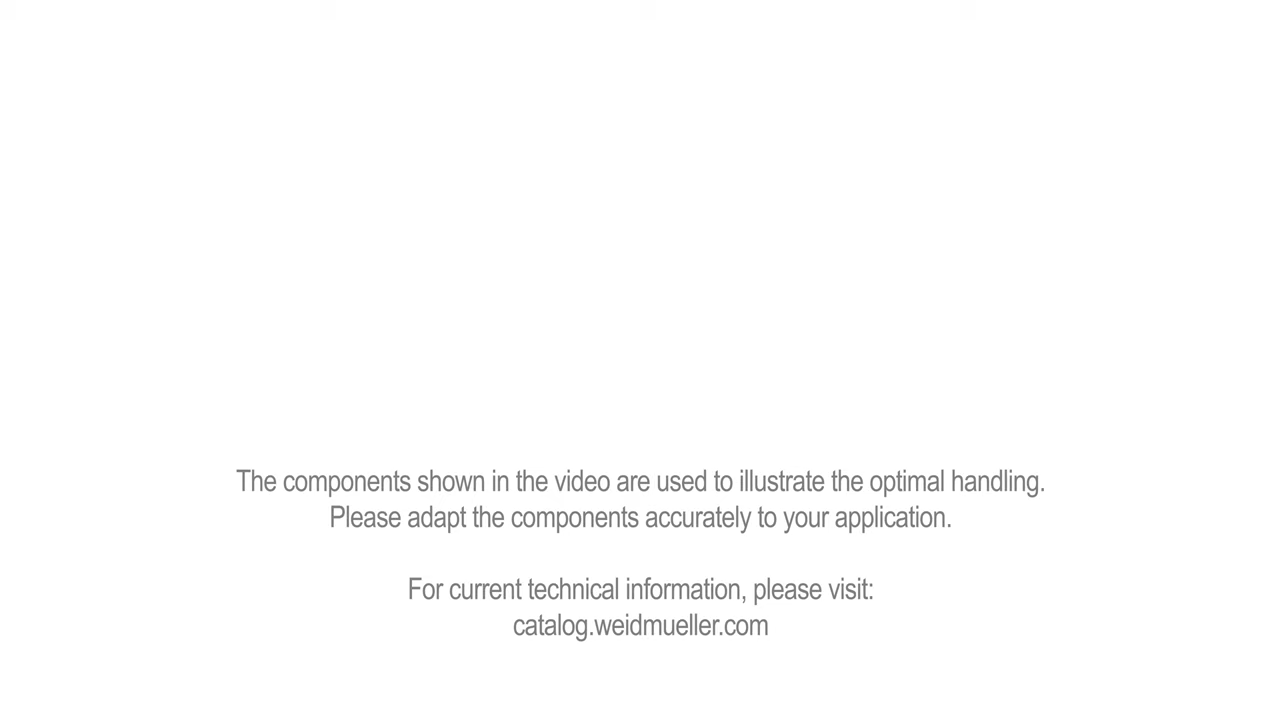 The components shown in the video are used to illustrate the optimal handling.
Please adapt the components accurately to your application.
For current technical information, please visit:
catalog.weidmueller.com